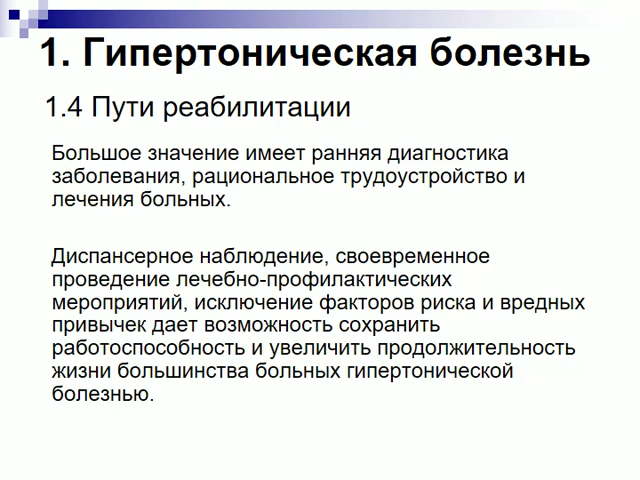 1. Гипертоническая болезнь
1.4 Пути реабилитации
Большое значение имеет ранняя диагностика
заболевания, рациональное трудоустройство и
лечения больных.
Диспансерное наблюдение, своевременное
проведение лечебно-профилактических
мероприятий, исключение факторов риска и вредных
привычек дает возможность сохранить
работоспособность и увеличить продолжительность
жизни большинства больных гипертонической
болезнью.